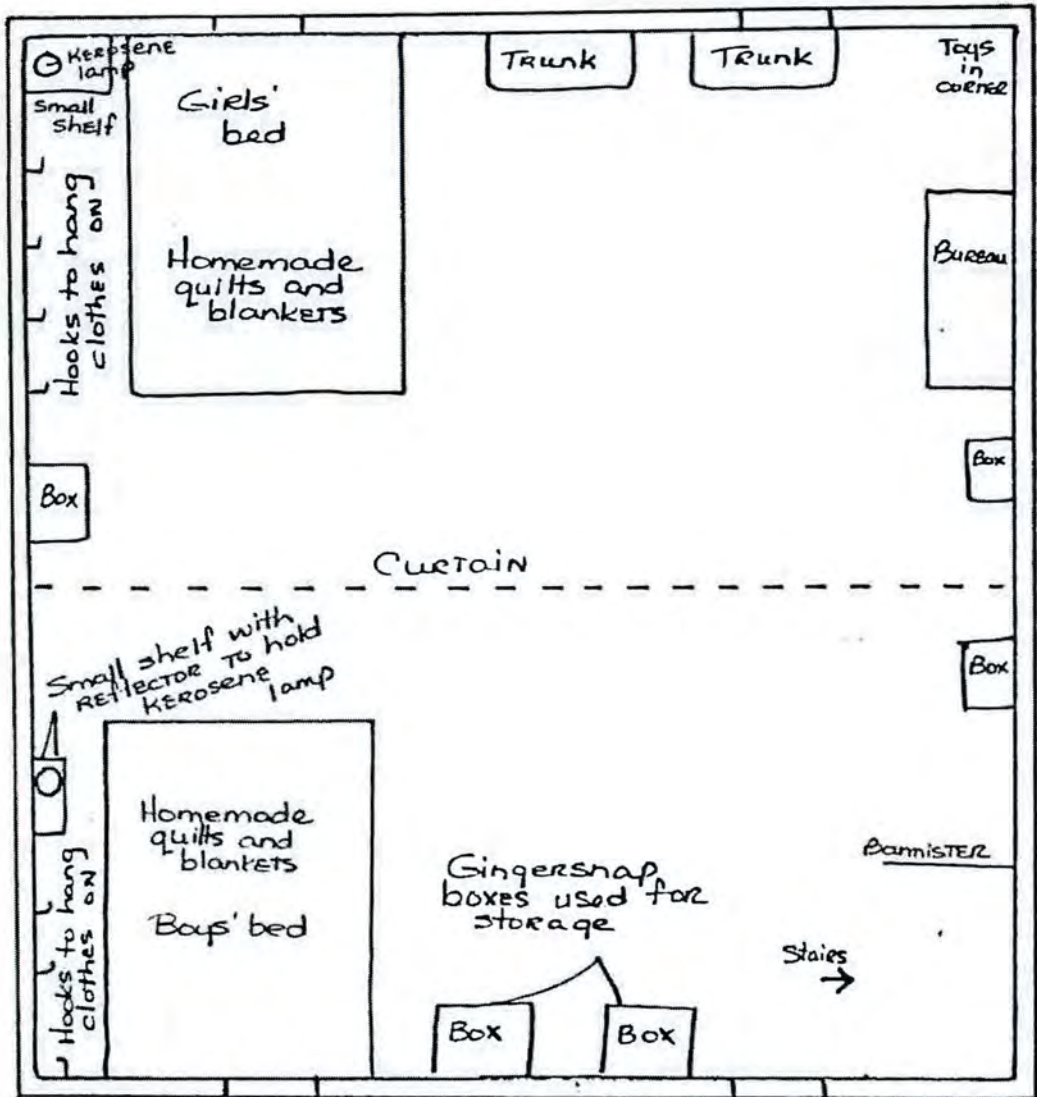 KEROSENE
lamp
Small
shelf
Girls'
bed
Trunk
Trunk
Toys
in
CORNER
Hooks to hang
clothes ON
Homemade
quilts and
blankets
BUREAU
Box
Box
CURTAIN
Small shelf with
REFLECTOR TO hold
KEROSENE
lamp
Box
Homemade
quilts and
blankets
Boys' bed
Hooks to hang
clothes ON
Gingersnap
boxes used for
storage
BANNISTER
Stairs
Box
Box